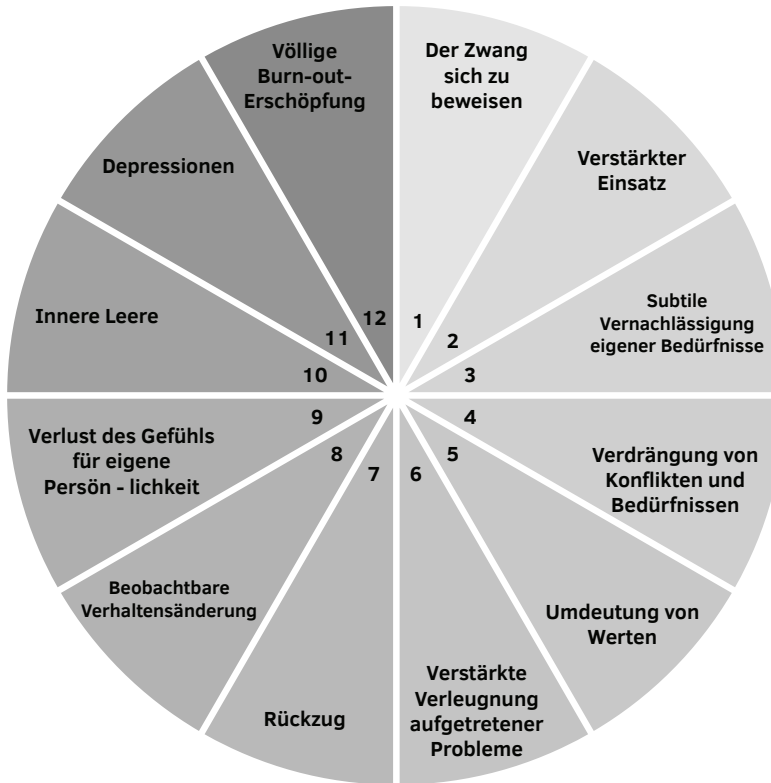 Der Zwang
sich zu
beweisen
1
Verstärkter
Einsatz
2
Subtile
Vernachlässigung
eigener Bedürfnisse
3
Verdrängung von
Konflikten und
Bedürfnissen
4
Umdeutung von
Werten
5
Verstärkte
Verleugnung
aufgetretener
Probleme
6
Rückzug
7
Beobachtbare
Verhaltensänderung
8
Verlust des Gefühls
für eigene
Persön - lichkeit
9
Innere Leere
10
Depressionen
11
Völlige
Burn-out-
Erschöpfung
12